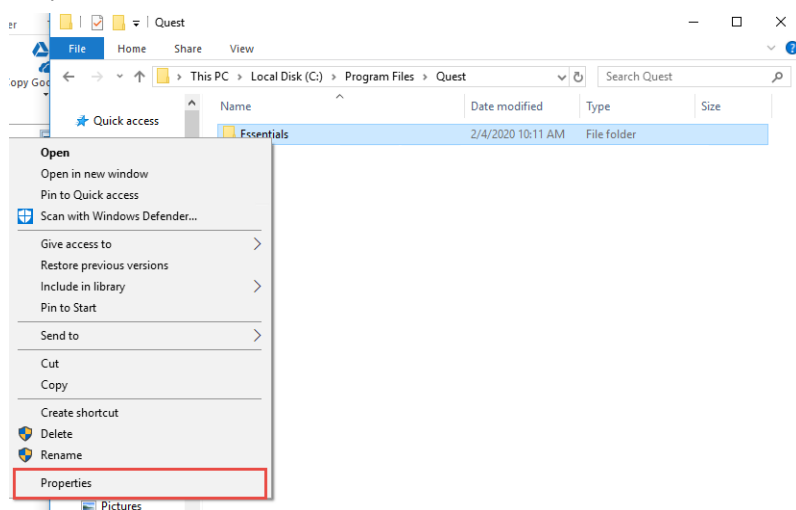 er
Quest
File Home Share View
opy Goo
This PC > Local Disk (C:) > Program Files > Quest
Search Quest
Name Date modified Type Size
Quick access
Essentials 2/4/2020 10:11 AM File folder
Open
Open in new window
Pin to Quick access
Scan with Windows Defender...
Give access to
Restore previous versions
Include in library
Pin to Start
Send to
Cut
Copy
Create shortcut
Delete
Rename
Properties
Pictures